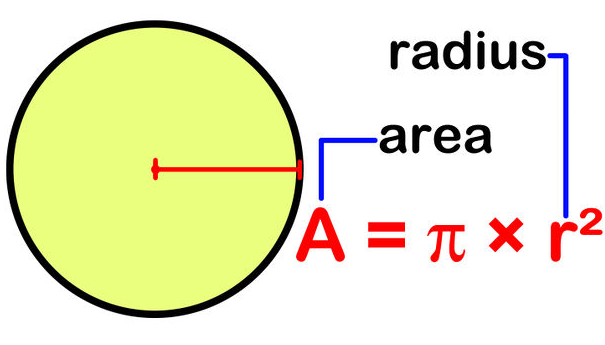 radius
area
A = π × r²